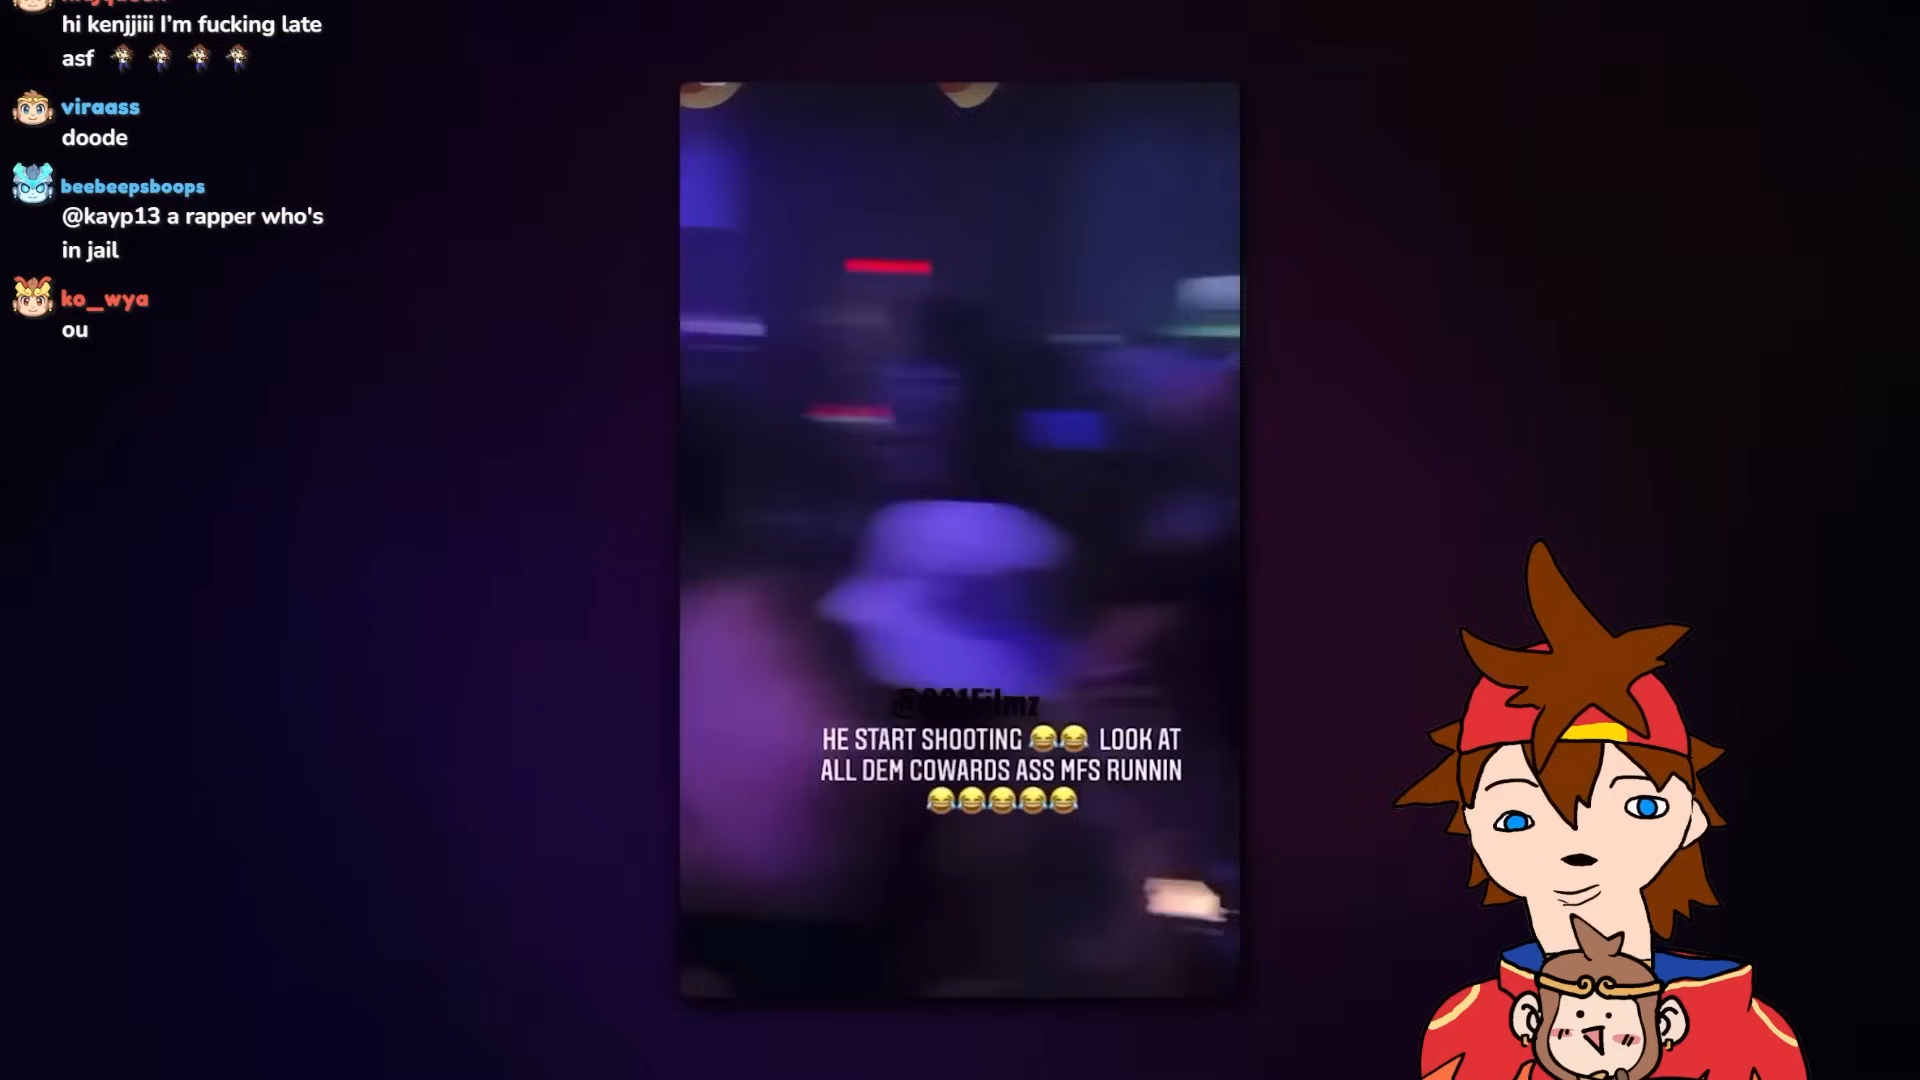 hi kenjjiii I'm fucking late
asf
viraass
doode
beebeepsboops
@kayp13 a rapper who's
in jail
ko_wya
ou
HE START SHOOTING 😂😂 LOOK AT
ALL DEM COWARDS ASS MFS RUNNIN
😂😂😂😂😂